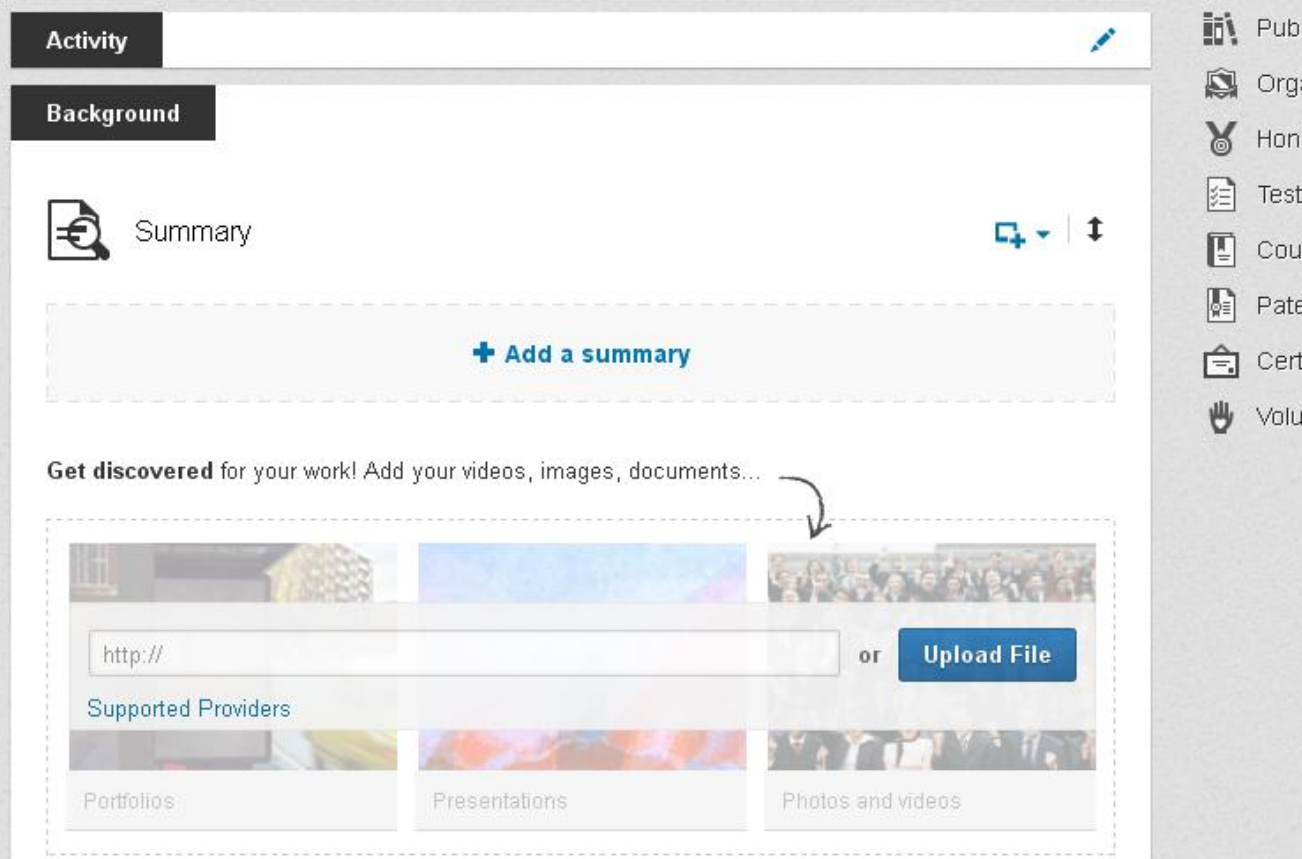 Activity
Background
Summary
Add a summary
Get discovered for your work! Add your videos, images, documents...
http://
or
Upload File
Supported Providers
Portfolios
Presentations
Photos and videos
Pub
Orga
Hon
Test
Cou
Pate
Cert
Volu